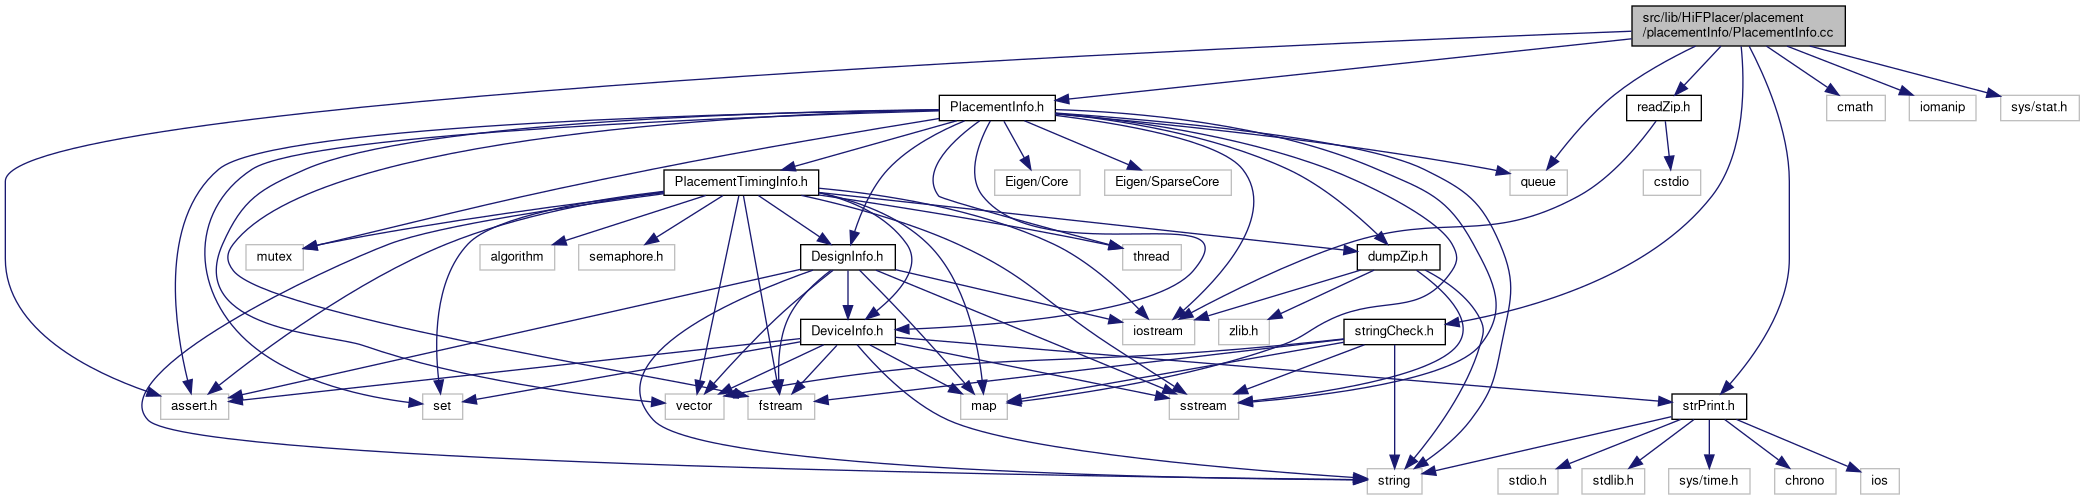 src/lib/HiFPlacer/placement
/placementInfo/PlacementInfo.cc
PlacementInfo.h
readZip.h
cmath
iomanip
sys/stat.h
PlacementTimingInfo.h
Eigen/Core
Eigen/SparseCore
queue
cstdio
mutex
algorithm
semaphore.h
DesignInfo.h
thread
dumpZip.h
DeviceInfo.h
iostream
zlib.h
stringCheck.h
assert.h
set
vector
fstream
map
sstream
strPrint.h
string
stdio.h
stdlib.h
sys/time.h
chrono
ios